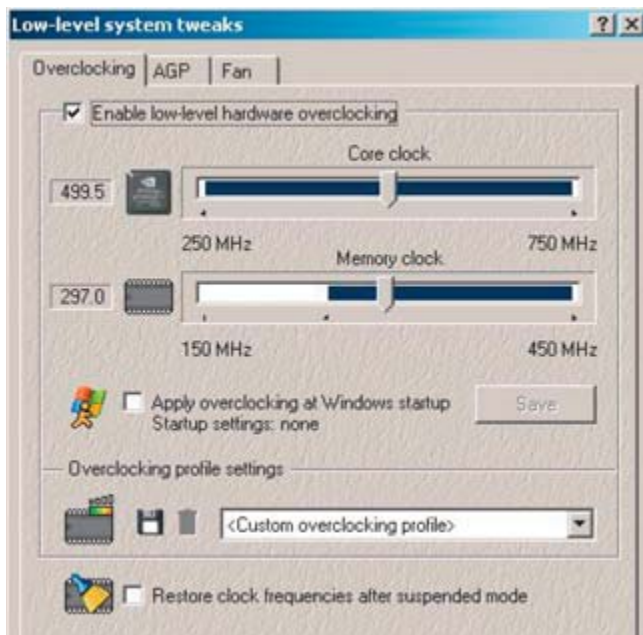 Low-level system tweaks
Overclocking AGP Fan
Enable low-level hardware overclocking
Core clock
499.5
250 MHz 750 MHz
Memory clock
297.0
150 MHz 450 MHz
Apply overclocking at Windows startup
Startup settings: none
Save
Overclocking profile settings
<Custom overclocking profile>
Restore clock frequencies after suspended mode